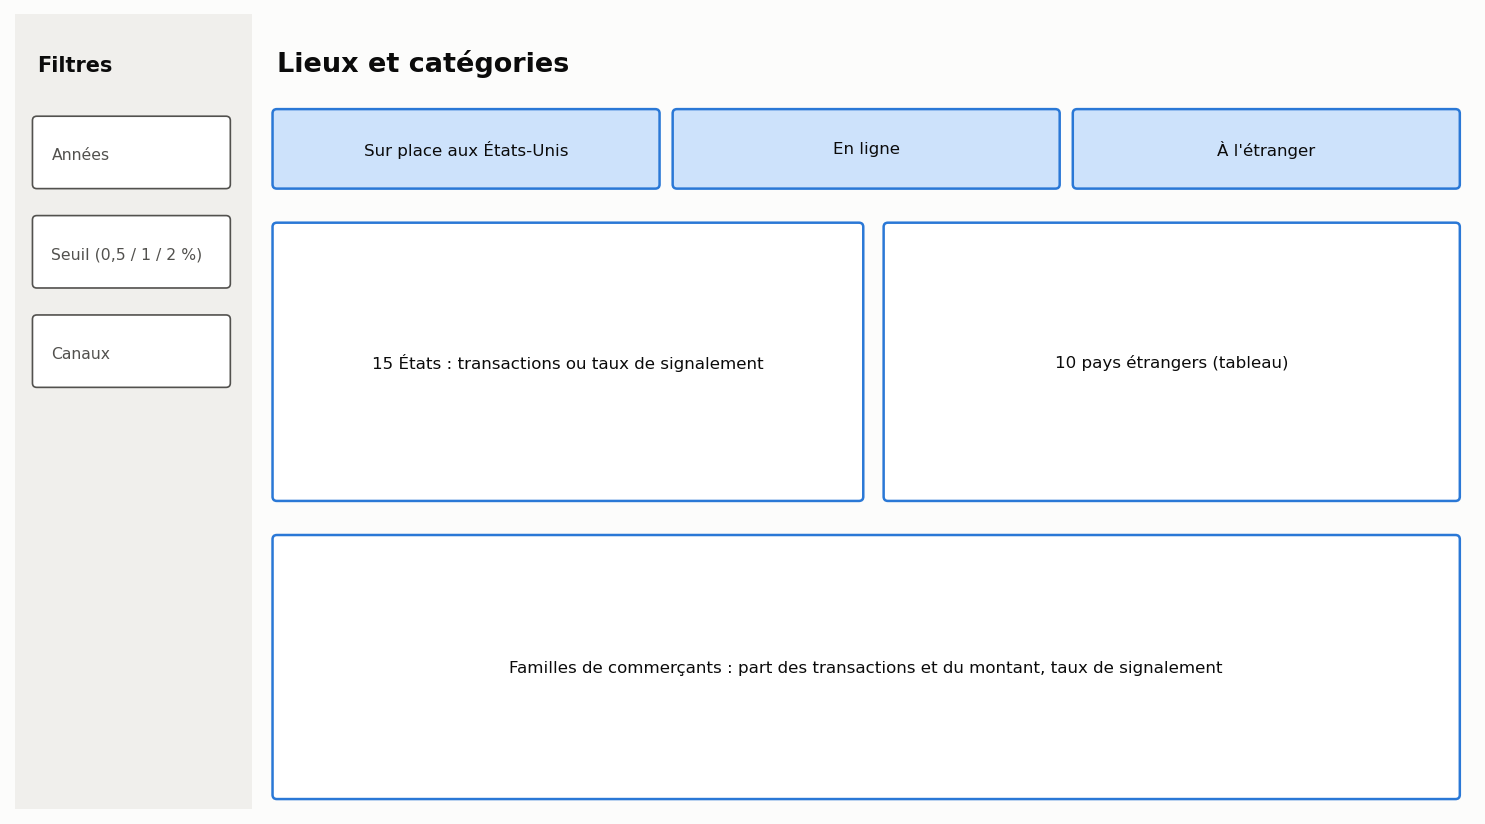 Filtres
Années
Seuil (0,5 / 1 / 2 %)
Canaux
Lieux et catégories
Sur place aux États-Unis
En ligne
À l'étranger
15 États : transactions ou taux de signalement
10 pays étrangers (tableau)
Familles de commerçants : part des transactions et du montant, taux de signalement